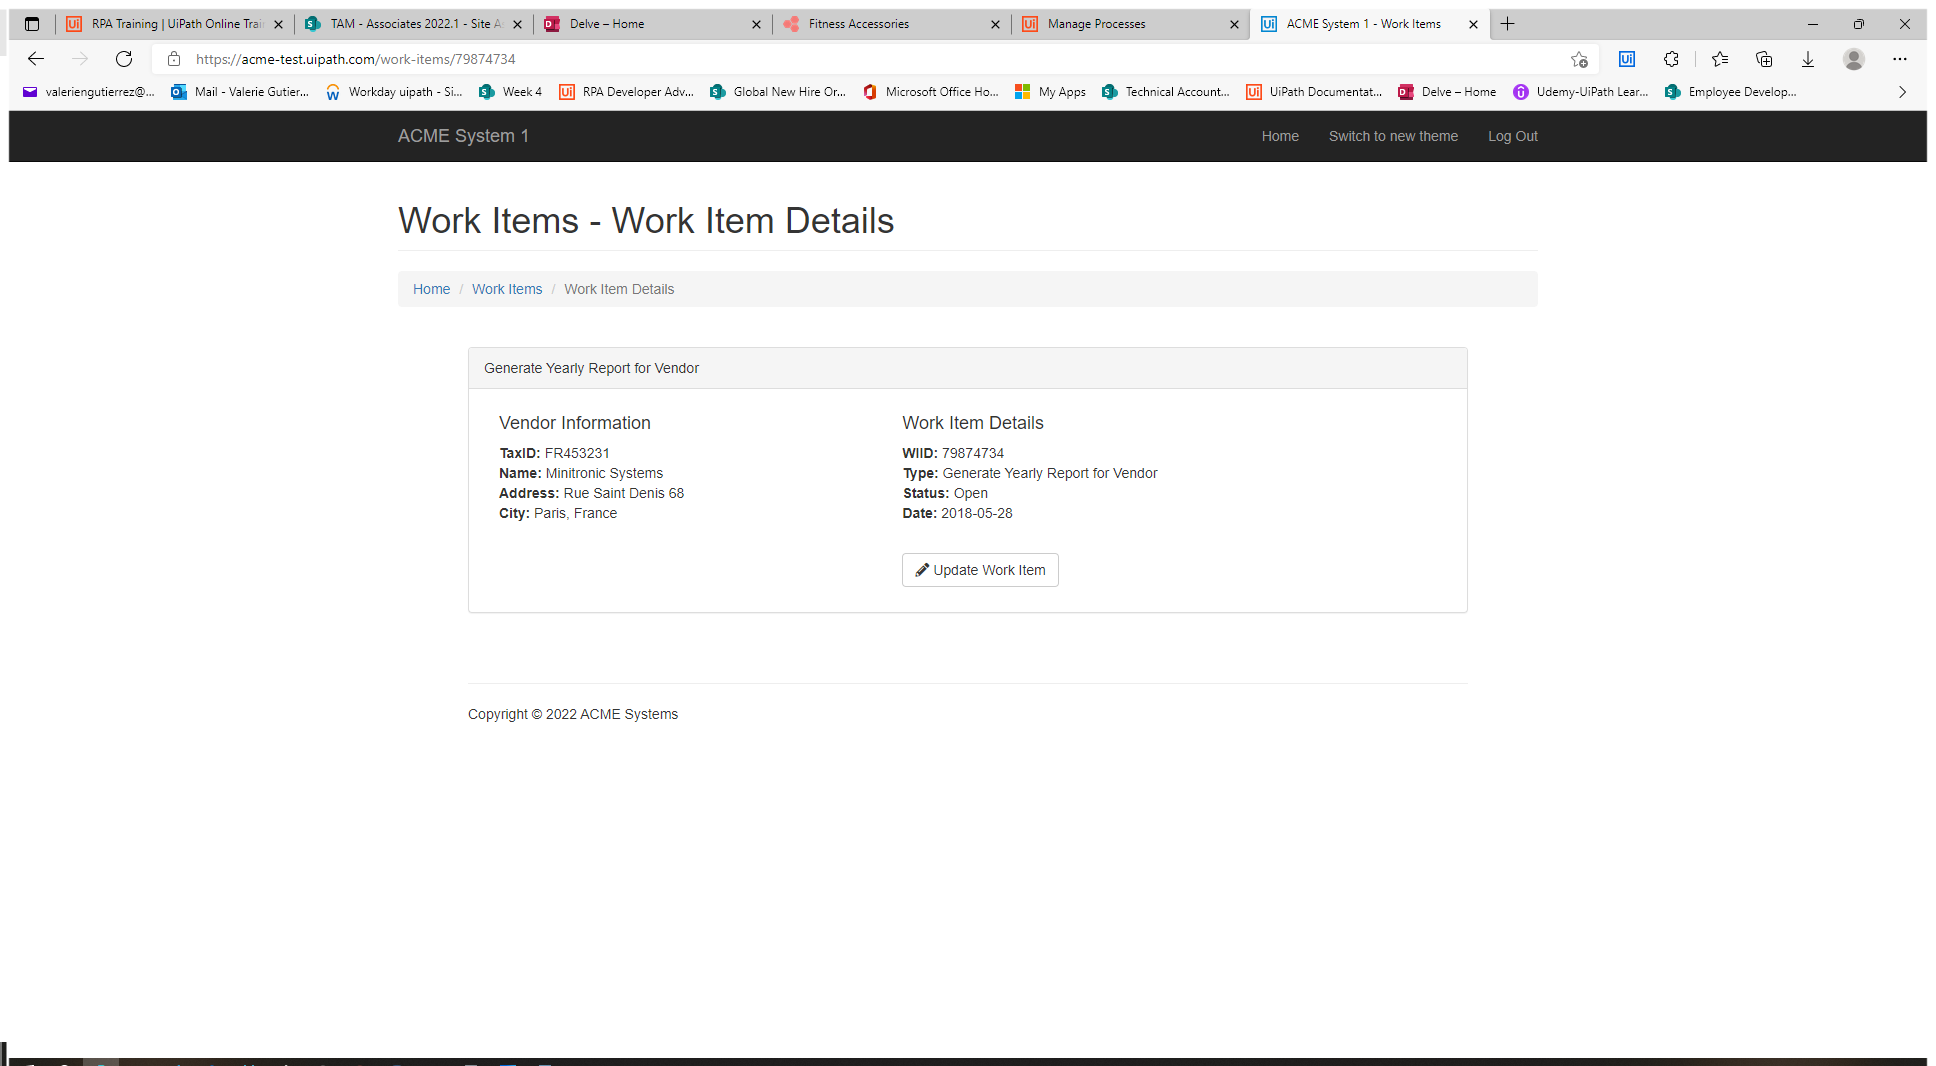 RPA Training | UiPath Online Trai
TAM - Associates 2022.1 - Site A
Delve – Home
Fitness Accessories
Manage Processes
ACME System 1 - Work Items
https://acme-test.uipath.com/work-items/79874734
valeriengutierrez@...
Mail - Valerie Gutier...
Workday uipath - Si...
Week 4
RPA Developer Adv...
Global New Hire Or...
Microsoft Office Ho...
My Apps
Technical Account...
UiPath Documentat...
Delve – Home
Udemy-UiPath Lear...
Employee Develop...
ACME System 1
Home
Switch to new theme
Log Out
Work Items - Work Item Details
Home / Work Items / Work Item Details
Generate Yearly Report for Vendor
Vendor Information
TaxID: FR453231
Name: Minitronic Systems
Address: Rue Saint Denis 68
City: Paris, France
Work Item Details
WIID: 79874734
Type: Generate Yearly Report for Vendor
Status: Open
Date: 2018-05-28
Update Work Item
Copyright © 2022 ACME Systems